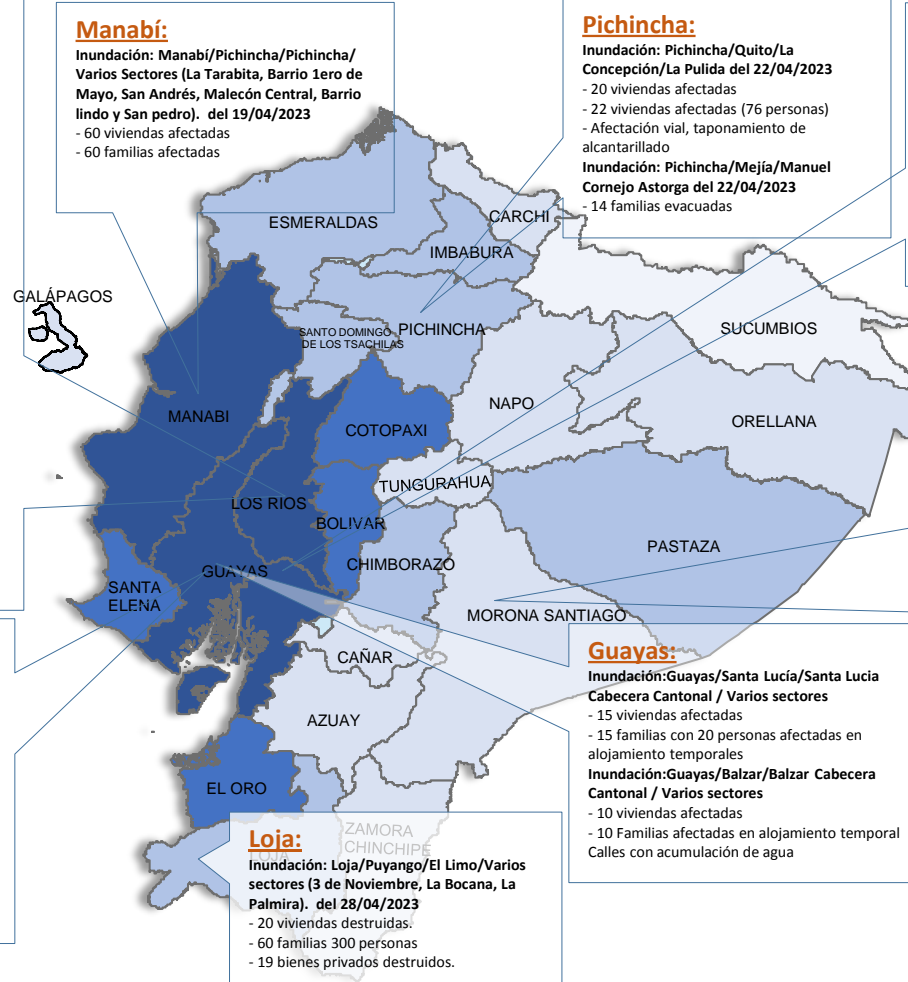 Manabí:
Inundación: Manabí/Pichincha/Pichincha/
Varios Sectores (La Tarabita, Barrio 1ero de
Mayo, San Andrés, Malecón Central, Barrio
lindo y San pedro). del 19/04/2023
- 60 viviendas afectadas
- 60 familias afectadas
Pichincha:
Inundación: Pichincha/Quito/La
Concepción/La Pulida del 22/04/2023
- 20 viviendas afectadas
- 22 viviendas afectadas (76 personas)
- Afectación vial, taponamiento de
alcantarillado
Inundación: Pichincha/Mejía/Manuel
Cornejo Astorga del 22/04/2023
- 14 familias evacuadas
ESMERALDAS
CARCHI
IMBABURA
GALÁPAGOS
SANTO DOMINGO
DE LOS TSACHILAS
PICHINCHA
SUCUMBIOS
NAPO
MANABI
ORELLANA
COTOPAXI
TUNGURAHUA
LOS RIOS
BOLIVAR
PASTAZA
CHIMBORAZO
GUAYAS
SANTA
ELENA
MORONA SANTIAGO
CAÑAR
AZUAY
EL ORO
ZAMORA
CHINCHIPE
LOJA
Guayas:
Inundación:Guayas/Santa Lucía/Santa Lucia
Cabecera Cantonal / Varios sectores
- 15 viviendas afectadas
- 15 familias con 20 personas afectadas en
alojamiento temporales
Inundación:Guayas/Balzar/Balzar Cabecera
Cantonal / Varios sectores
- 10 viviendas afectadas
- 10 Familias afectadas en alojamiento temporal
Calles con acumulación de agua
Loja:
Inundación: Loja/Puyango/El Limo/Varios
sectores (3 de Noviembre, La Bocana, La
Palmira). del 28/04/2023
- 20 viviendas destruidas.
- 60 familias 300 personas
- 19 bienes privados destruidos.